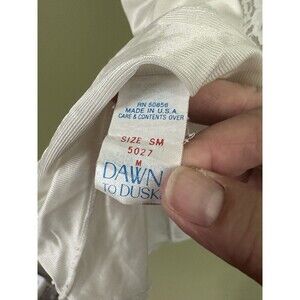 RN 50856
MADE IN U.S.A.
CARE & CONTENTS OVER
SIZE SM
5027
M
DAWN
TO DUSK